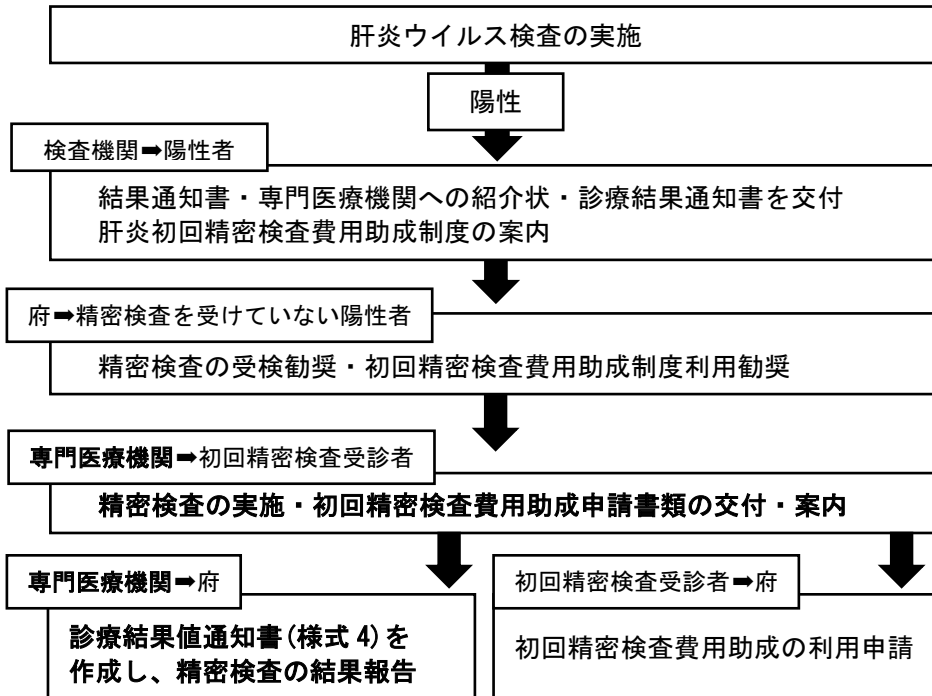 肝炎ウイルス検査の実施
陽性
検査機関➡陽性者
結果通知書・専門医療機関への紹介状・診療結果通知書を交付
肝炎初回精密検査費用助成制度の案内
府➡精密検査を受けていない陽性者
精密検査の受検勧奨・初回精密検査費用助成制度利用勧奨
専門医療機関➡初回精密検査受診者
精密検査の実施・初回精密検査費用助成申請書類の交付・案内
専門医療機関➡府
診療結果値通知書(様式 4)を
作成し、精密検査の結果報告
初回精密検査受診者➡府
初回精密検査費用助成の利用申請